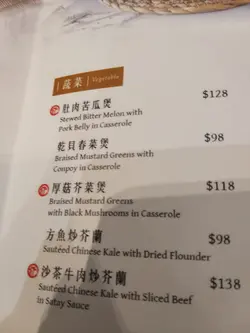 蔬菜 | Vegetable
肚肉苦瓜煲 $128
Stewed Bitter Melon with
Pork Belly in Casserole
乾貝春菜煲 $98
Braised Mustard Greens with
Conpoy in Casserole
厚菇芥菜煲 $118
Braised Mustard Greens
with Black Mushrooms in Casserole
方魚炒芥蘭 $98
Sautéed Chinese Kale with Dried Flounder
沙茶牛肉炒芥蘭 $138
Sautéed Chinese Kale with Sliced Beef
in Satay Sauce